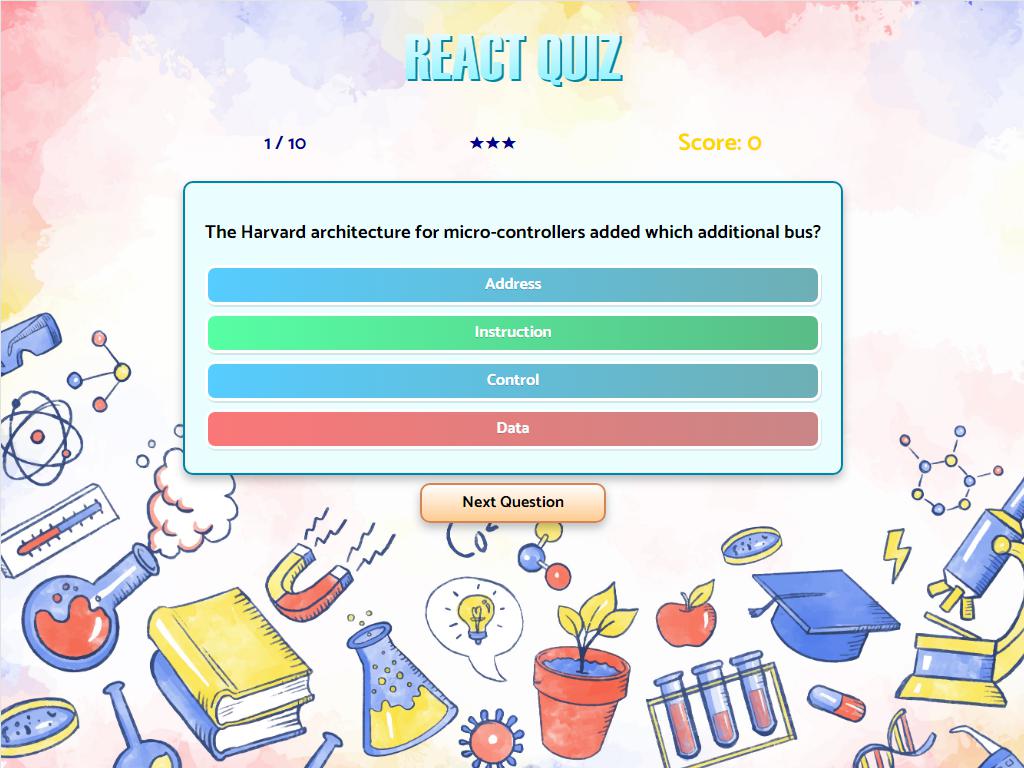 REACT QUIZ
1 / 10
★★★
Score: 0
The Harvard architecture for micro-controllers added which additional bus?
Address
Instruction
Control
Data
Next Question